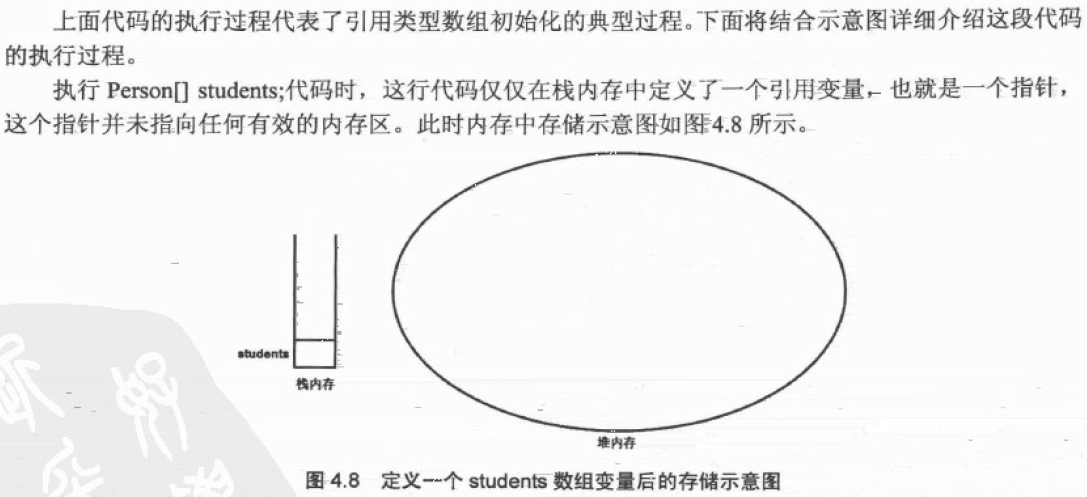 上面代码的执行过程代表了引用类型数组初始化的典型过程。下面将结合示意图详细介绍这段代码
的执行过程。
执行 Person[] students;代码时，这行代码仅仅在栈内存中定义了一个引用变量，也就是一个指针，
这个指针并未指向任何有效的内存区。此时内存中存储示意图如图4.8 所示。
students
栈内存
堆内存
图 4.8 定义一个 students 数组变量后的存储示意图